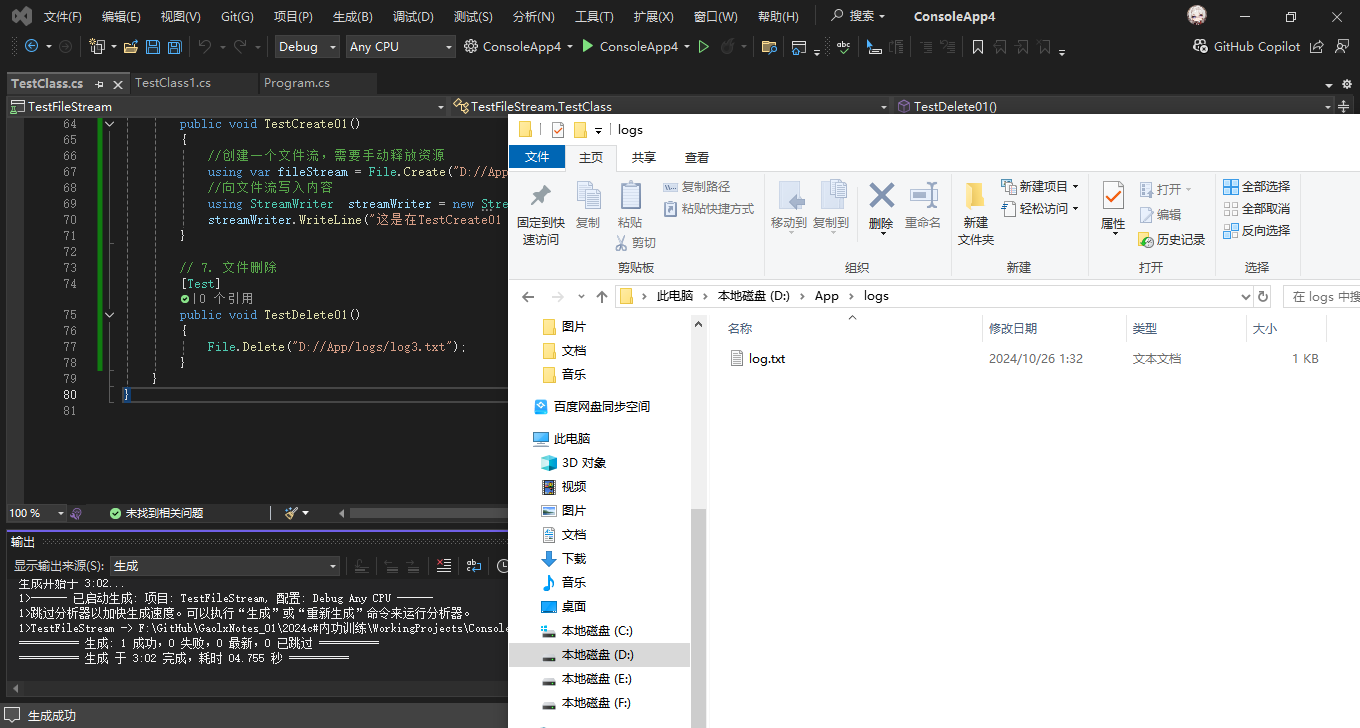 文件(F) 编辑(E) 视图(V) Git(G) 项目(P) 生成(B) 调试(D) 测试(S) 分析(N) 工具(T) 扩展(X) 窗口(W) 帮助(H) 搜索 ConsoleApp4
Debug Any CPU ConsoleApp4 ConsoleApp4 abc GitHub Copilot
TestClass.cs TestClass1.cs Program.cs
TestFileStream TestFileStream.TestClass TestDelete01()
64 public void TestCreate01()
65 {
66 //创建一个文件流，需要手动释放资源
67 using var fileStream = File.Create("D://App
68 //向文件流写入内容
69 using StreamWriter streamWriter = new Stre
70 streamWriter.WriteLine("这是在TestCreate01
71 }
72
73 // 7. 文件删除
74 [Test]
|0 个引用
75 public void TestDelete01()
76 {
77 File.Delete("D://App/logs/log3.txt");
78 }
79 }
80 }
81
100 % 未找到相关问题
输出
显示输出来源(S): 生成
生成开始于 3:02...
1>------ 已启动生成: 项目: TestFileStream, 配置: Debug Any CPU ------
1>跳过分析器以加快生成速度。可以执行“生成”或“重新生成”命令来运行分析器。
1>TestFileStream -> F:\GitHub\GaolxNotes_01\2024c#内功训练\WorkingProjects\Console
========== 生成: 1 成功，0 失败，0 最新，0 已跳过 ==========
========== 生成 于 3:02 完成，耗时 04.755 秒 ==========
生成成功
logs
文件 主页 共享 查看
固定到快速访问 复制 粘贴 复制路径 粘贴快捷方式 剪切
移动到 复制到 删除 重命名
新建文件夹 新建项目 轻松访问
属性 打开 编辑 历史记录
全部选择 全部取消 反向选择
剪贴板 组织 新建 打开 选择
此电脑 本地磁盘 (D:) App logs 在 logs 中搜
名称 修改日期 类型 大小
log.txt 2024/10/26 1:32 文本文档 1 KB
图片
文档
音乐
百度网盘同步空间
此电脑
3D 对象
视频
图片
文档
下载
音乐
桌面
本地磁盘 (C:)
本地磁盘 (D:)
本地磁盘 (E:)
本地磁盘 (F:)